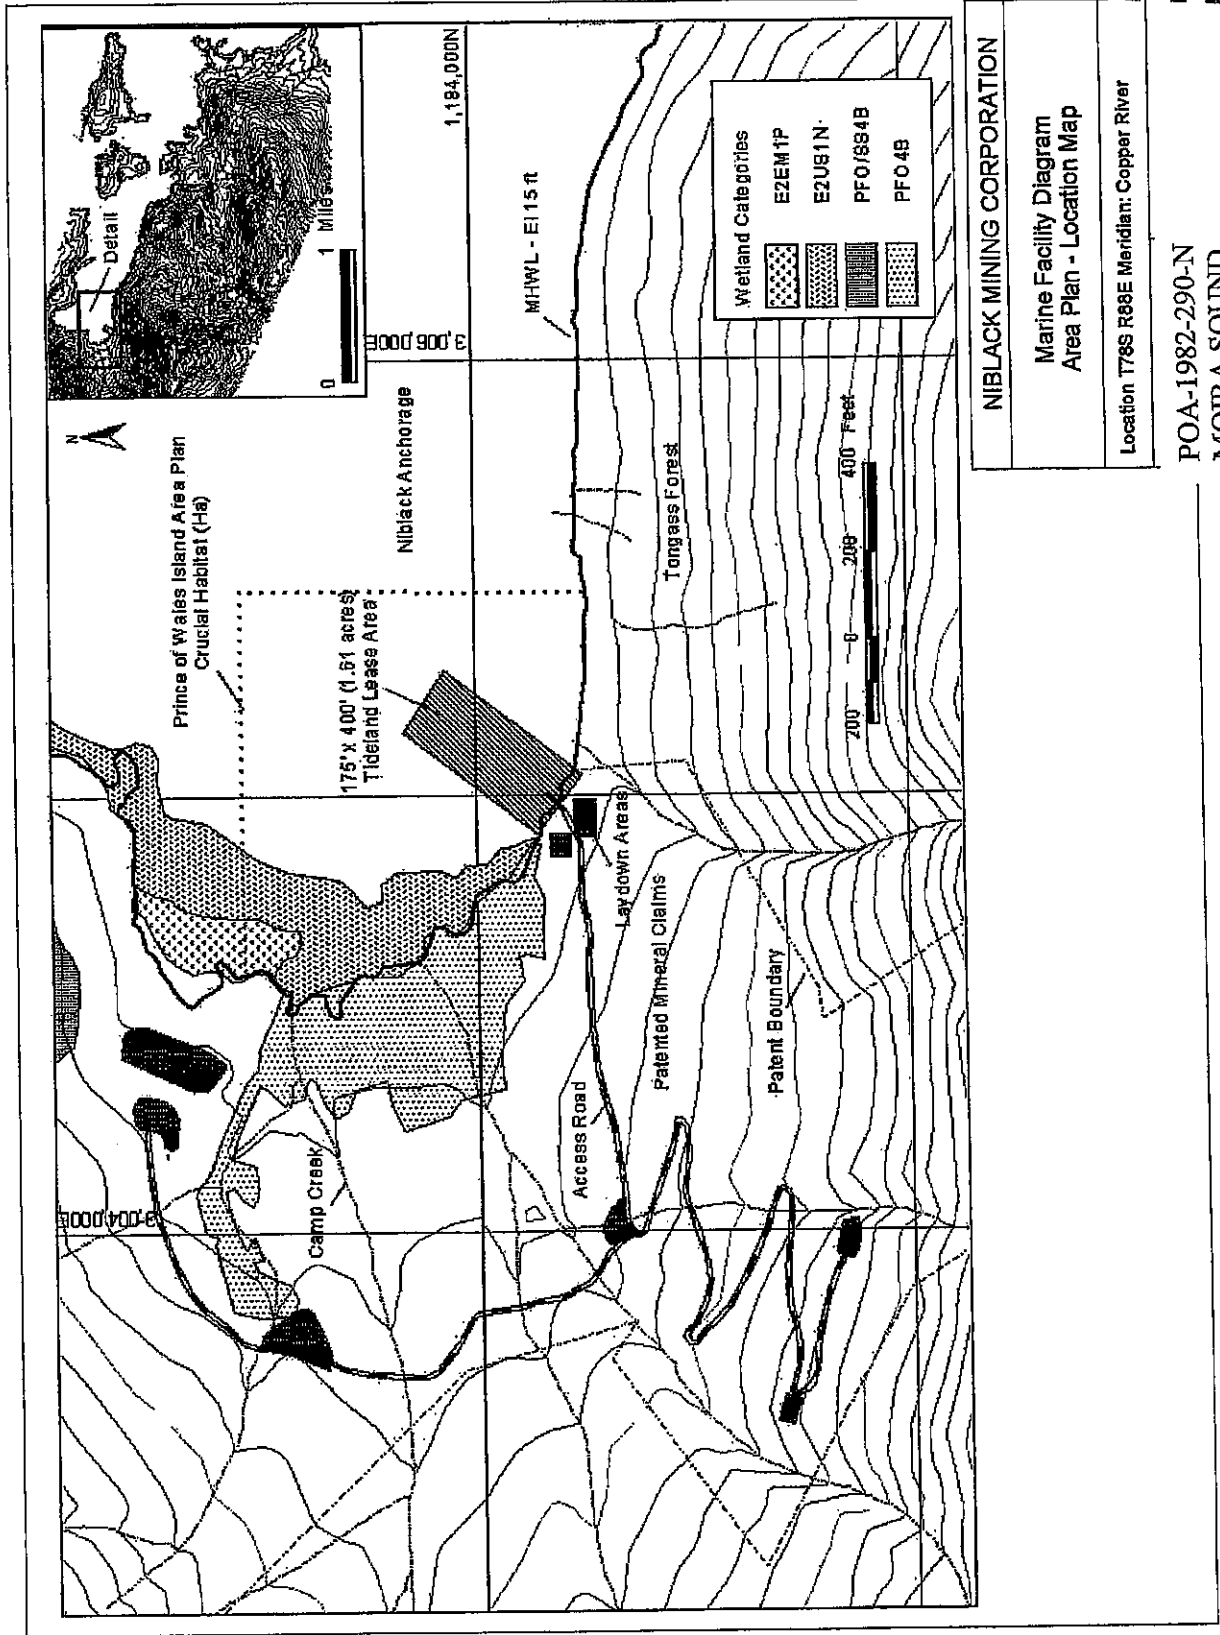 Detail
0 1 Miles
1,184,000N
N
3,006,000E
Prince of Wales Island Area Plan
Crucial Habitat (Ha)
Niblack Anchorage
MHWL - El 15 ft
175' x 400' (1.61 acres)
Tideland Lease Area
3,004,000E
Camp Creek
Access Road
Laydown Areas
Tongass Forest
Patented Mineral Claims
Patent Boundary
200 0 200 400 Feet
Wetland Categories
E2EM1P
E2US1N
PFO/SS4B
PFO4B
NIBLACK MINING CORPORATION
Marine Facility Diagram
Area Plan - Location Map
Location T78S R88E Meridian: Copper River
POA-1982-290-N
MOIRA SOUND